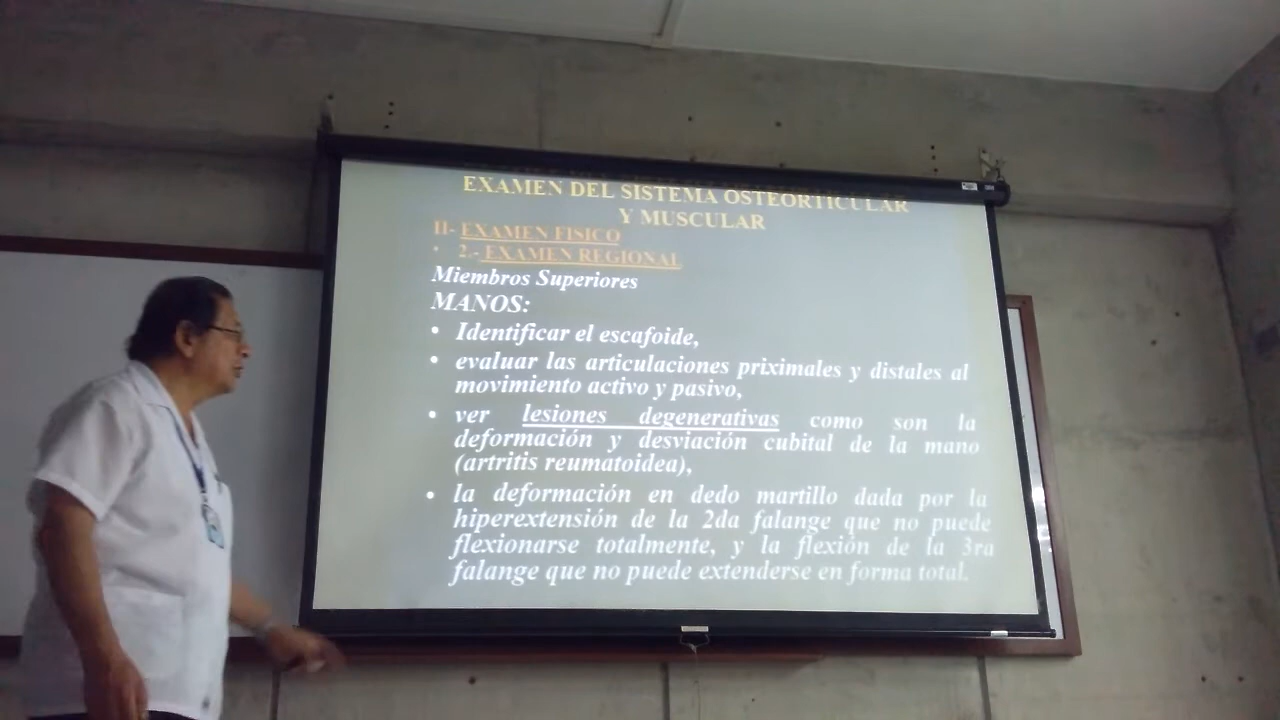 EXAMEN DEL SISTEMA OSTEORTICULAR
Y MUSCULAR
II- EXAMEN FISICO
• 2.- EXAMEN REGIONAL
Miembros Superiores
MANOS:
• Identificar el escafoide,
• evaluar las articulaciones priximales y distales al
movimiento activo y pasivo,
• ver lesiones degenerativas como son la
deformación y desviación cubital de la mano
(artritis reumatoidea),
• la deformación en dedo martillo dada por la
hiperextensión de la 2da falange que no puede
flexionarse totalmente, y la flexión de la 3ra
falange que no puede extenderse en forma total.